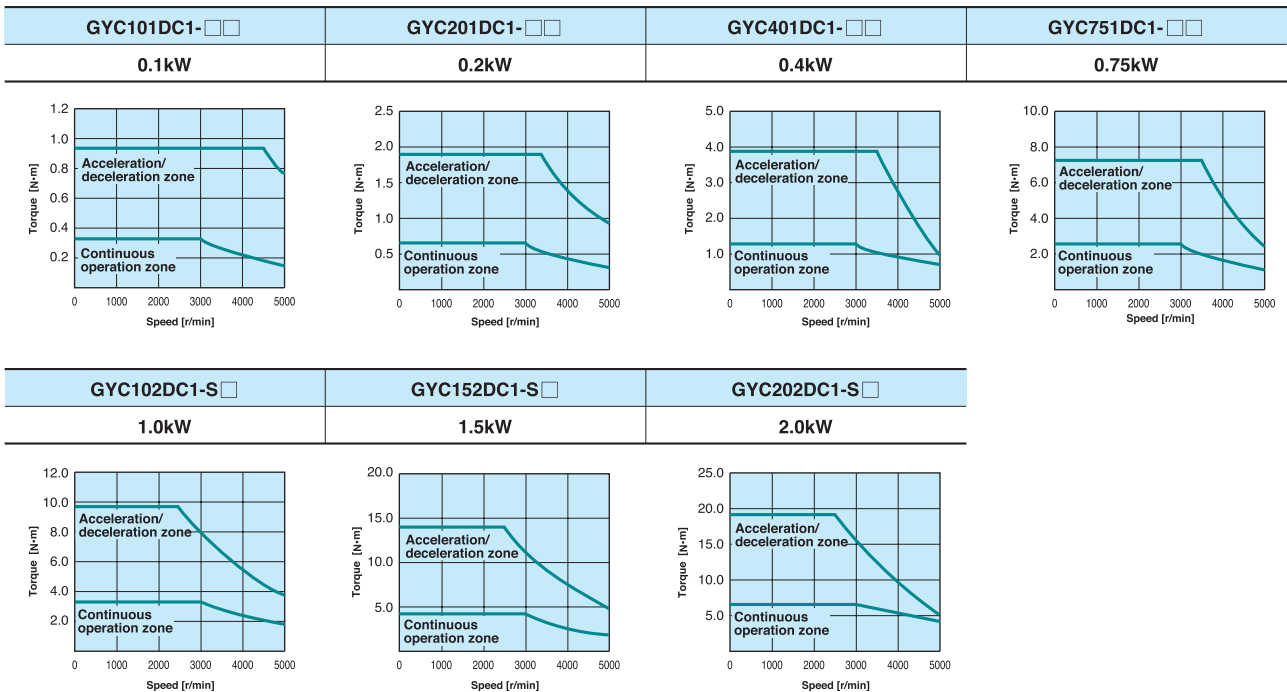 GYC101DC1-□□
GYC201DC1-□□
GYC401DC1-□□
GYC751DC1-□□
0.1kW
0.2kW
0.4kW
0.75kW
1.2
1.0
0.8
0.6
0.4
0.2
Torque [N•m]
Acceleration/
deceleration zone
Continuous
operation zone
0 1000 2000 3000 4000 5000
Speed [r/min]
2.5
2.0
1.5
1.0
0.5
Torque [N•m]
Acceleration/
deceleration zone
Continuous
operation zone
0 1000 2000 3000 4000 5000
Speed [r/min]
5.0
4.0
3.0
2.0
1.0
Torque [N•m]
Acceleration/
deceleration zone
Continuous
operation zone
0 1000 2000 3000 4000 5000
Speed [r/min]
10.0
8.0
6.0
4.0
2.0
Torque [N•m]
Acceleration/
deceleration zone
Continuous
operation zone
0 1000 2000 3000 4000 5000
Speed [r/min]
GYC102DC1-S□
GYC152DC1-S□
GYC202DC1-S□
1.0kW
1.5kW
2.0kW
12.0
10.0
8.0
6.0
4.0
2.0
Torque [N•m]
Acceleration/
deceleration zone
Continuous
operation zone
0 1000 2000 3000 4000 5000
Speed [r/min]
20.0
15.0
10.0
5.0
Torque [N•m]
Acceleration/
deceleration zone
Continuous
operation zone
0 1000 2000 3000 4000 5000
Speed [r/min]
25.0
20.0
15.0
10.0
5.0
Torque [N•m]
Acceleration/
deceleration zone
Continuous
operation zone
0 1000 2000 3000 4000 5000
Speed [r/min]